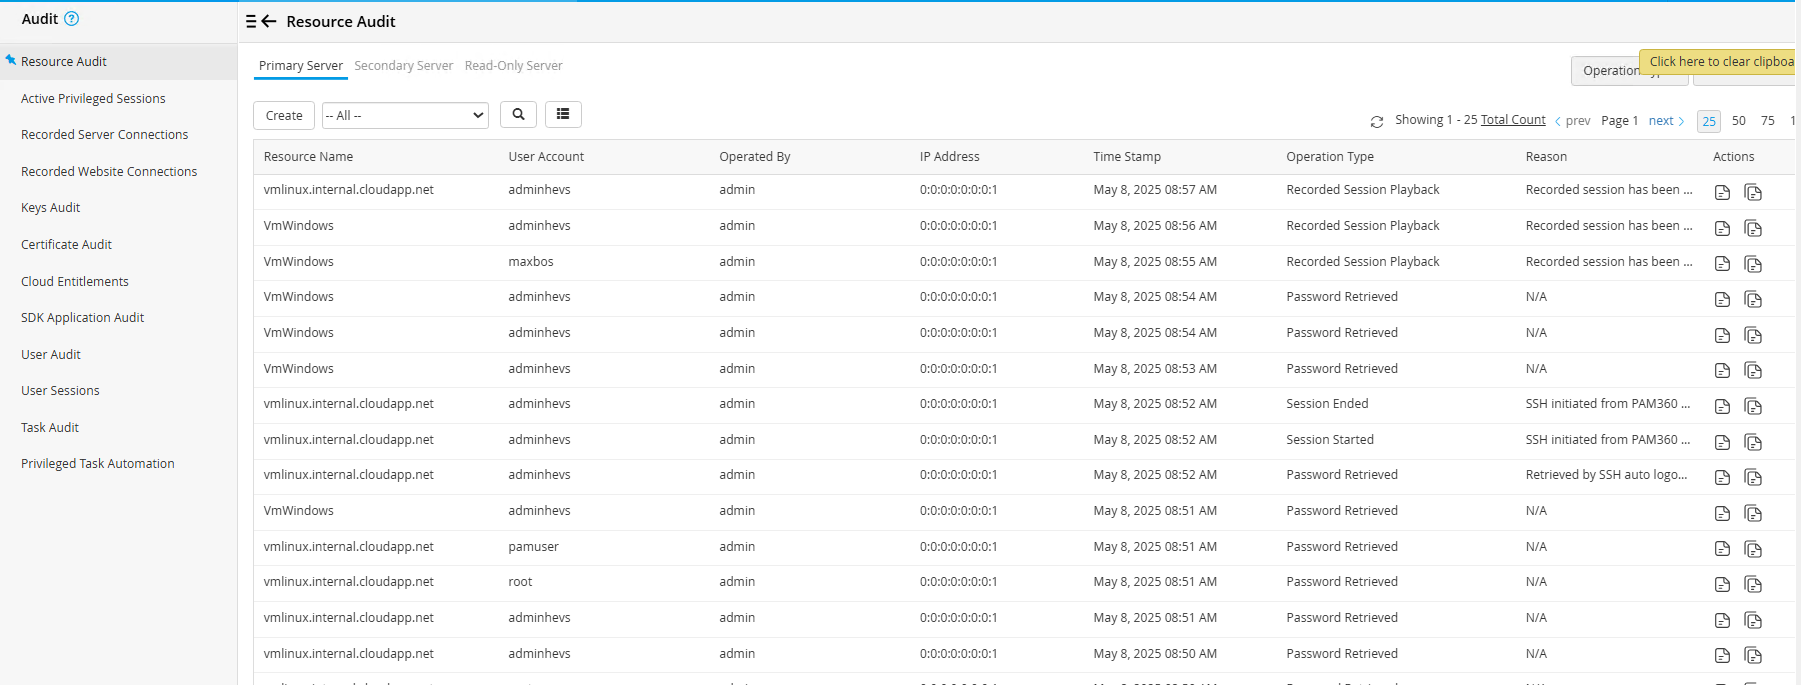 Audit
Resource Audit
Active Privileged Sessions
Recorded Server Connections
Recorded Website Connections
Keys Audit
Certificate Audit
Cloud Entitlements
SDK Application Audit
User Audit
User Sessions
Task Audit
Privileged Task Automation
Resource Audit
Primary Server Secondary Server Read-Only Server
Operation
Click here to clear clipboa
Create -- All --
Showing 1 - 25 Total Count prev Page 1 next 25 50 75 1
Resource Name User Account Operated By IP Address Time Stamp Operation Type Reason Actions
vmlinux.internal.cloudapp.net adminhevs admin 0:0:0:0:0:0:0:1 May 8, 2025 08:57 AM Recorded Session Playback Recorded session has been ...
VmWindows adminhevs admin 0:0:0:0:0:0:0:1 May 8, 2025 08:56 AM Recorded Session Playback Recorded session has been ...
VmWindows maxbos admin 0:0:0:0:0:0:0:1 May 8, 2025 08:55 AM Recorded Session Playback Recorded session has been ...
VmWindows adminhevs admin 0:0:0:0:0:0:0:1 May 8, 2025 08:54 AM Password Retrieved N/A
VmWindows adminhevs admin 0:0:0:0:0:0:0:1 May 8, 2025 08:54 AM Password Retrieved N/A
VmWindows adminhevs admin 0:0:0:0:0:0:0:1 May 8, 2025 08:53 AM Password Retrieved N/A
vmlinux.internal.cloudapp.net adminhevs admin 0:0:0:0:0:0:0:1 May 8, 2025 08:52 AM Session Ended SSH initiated from PAM360 ...
vmlinux.internal.cloudapp.net adminhevs admin 0:0:0:0:0:0:0:1 May 8, 2025 08:52 AM Session Started SSH initiated from PAM360 ...
vmlinux.internal.cloudapp.net adminhevs admin 0:0:0:0:0:0:0:1 May 8, 2025 08:52 AM Password Retrieved Retrieved by SSH auto logo...
VmWindows adminhevs admin 0:0:0:0:0:0:0:1 May 8, 2025 08:51 AM Password Retrieved N/A
vmlinux.internal.cloudapp.net pamuser admin 0:0:0:0:0:0:0:1 May 8, 2025 08:51 AM Password Retrieved N/A
vmlinux.internal.cloudapp.net root admin 0:0:0:0:0:0:0:1 May 8, 2025 08:51 AM Password Retrieved N/A
vmlinux.internal.cloudapp.net adminhevs admin 0:0:0:0:0:0:0:1 May 8, 2025 08:51 AM Password Retrieved N/A
vmlinux.internal.cloudapp.net adminhevs admin 0:0:0:0:0:0:0:1 May 8, 2025 08:50 AM Password Retrieved N/A